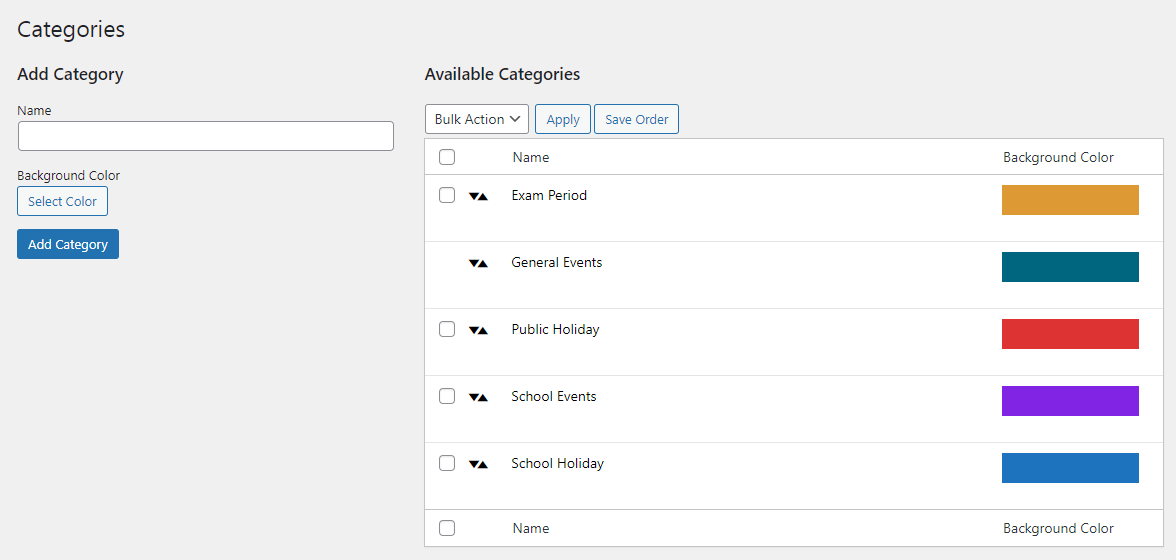 Categories
Add Category
Name
Background Color
Select Color
Add Category
Available Categories
Bulk Action Apply Save Order
Name Background Color
Exam Period
General Events
Public Holiday
School Events
School Holiday
Name Background Color